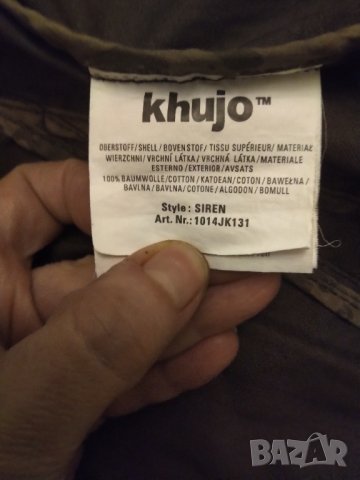 khujo™
OBERSTOFF/SHELL/BOVENSTOF/TISSU SUPÉRIEUR/MATERIAŁ
WIERZCHNI/VRCHNÍ LÁTKA/VRCHNÁ LÁTKA/MATERIALE
ESTERNO/EXTERIOR/AVSATS
100% BAUMWOLLE/COTTON/KATOEAN/COTON/BAWEŁNA/
BAVLNA/BAVLNA/COTONE/ALGODON/BOMULL
Style: SIREN
Art. Nr.:1014JK131
BAZAR